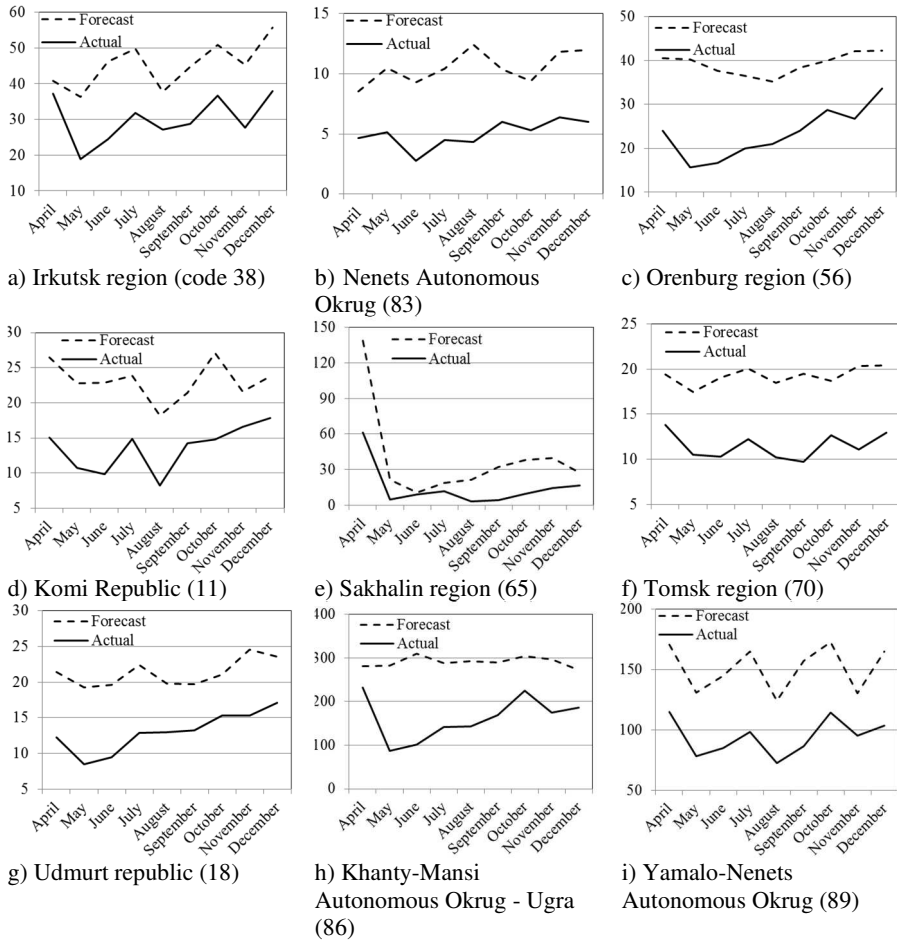 60
50
40
30
20
10
Forecast
Actual
April
May
June
July
August
September
October
November
December
a) Irkutsk region (code 38)
15
10
5
0
Forecast
Actual
April
May
June
July
August
September
October
November
December
b) Nenets Autonomous
Okrug (83)
50
40
30
20
10
Forecast
Actual
April
May
June
July
August
September
October
November
December
c) Orenburg region (56)
30
25
20
15
10
5
Forecast
Actual
April
May
June
July
August
September
October
November
December
d) Komi Republic (11)
150
120
90
60
30
0
Forecast
Actual
April
May
June
July
August
September
October
November
December
e) Sakhalin region (65)
25
20
15
10
5
Forecast
Actual
April
May
June
July
August
September
October
November
December
f) Tomsk region (70)
30
25
20
15
10
5
Forecast
Actual
April
May
June
July
August
September
October
November
December
g) Udmurt republic (18)
400
300
200
100
0
Forecast
Actual
April
May
June
July
August
September
October
November
December
h) Khanty-Mansi
Autonomous Okrug - Ugra
(86)
200
150
100
50
Forecast
Actual
April
May
June
July
August
September
October
November
December
i) Yamalo-Nenets
Autonomous Okrug (89)